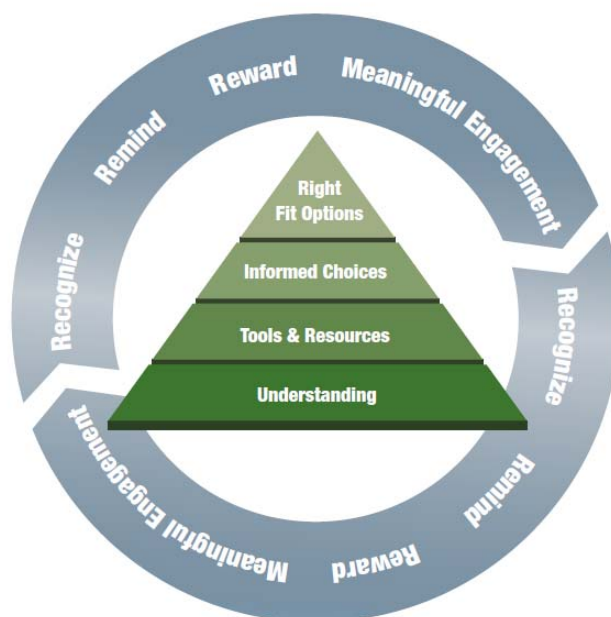 Recognize
Remind
Reward
Meaningful Engagement
Recognize
Remind
Reward
Meaningful Engagement
Right
Fit Options
Informed Choices
Tools & Resources
Understanding